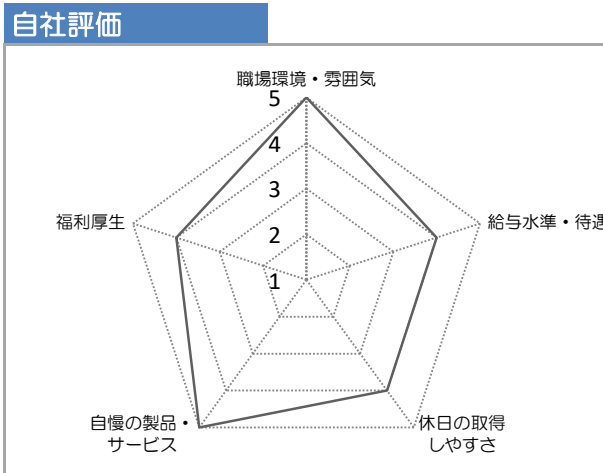 自社評価
職場環境・雰囲気
5
4
3
2
1
福利厚生
給与水準・待遇
自慢の製品・
サービス
休日の取得
しやすさ